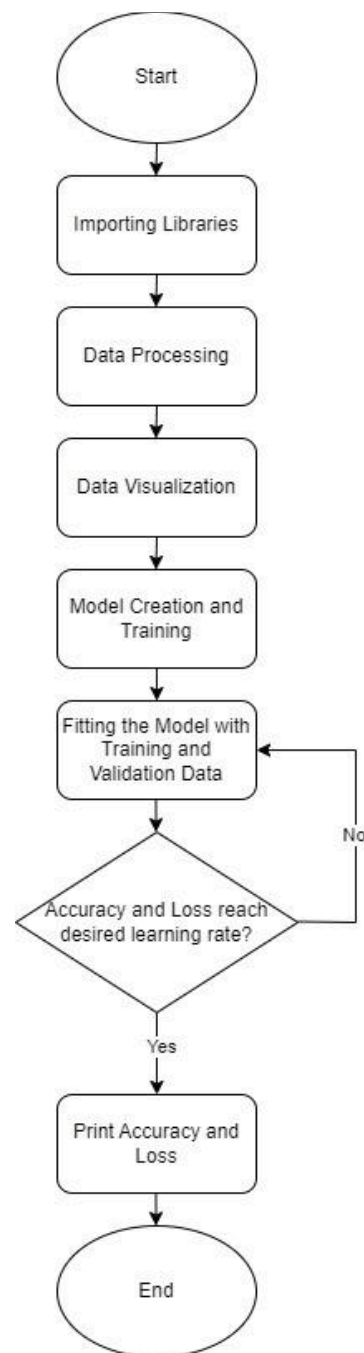 Start
Importing Libraries
Data Processing
Data Visualization
Model Creation and
Training
Fitting the Model with
Training and
Validation Data
No
Accuracy and Loss reach
desired learning rate?
Yes
Print Accuracy and
Loss
End